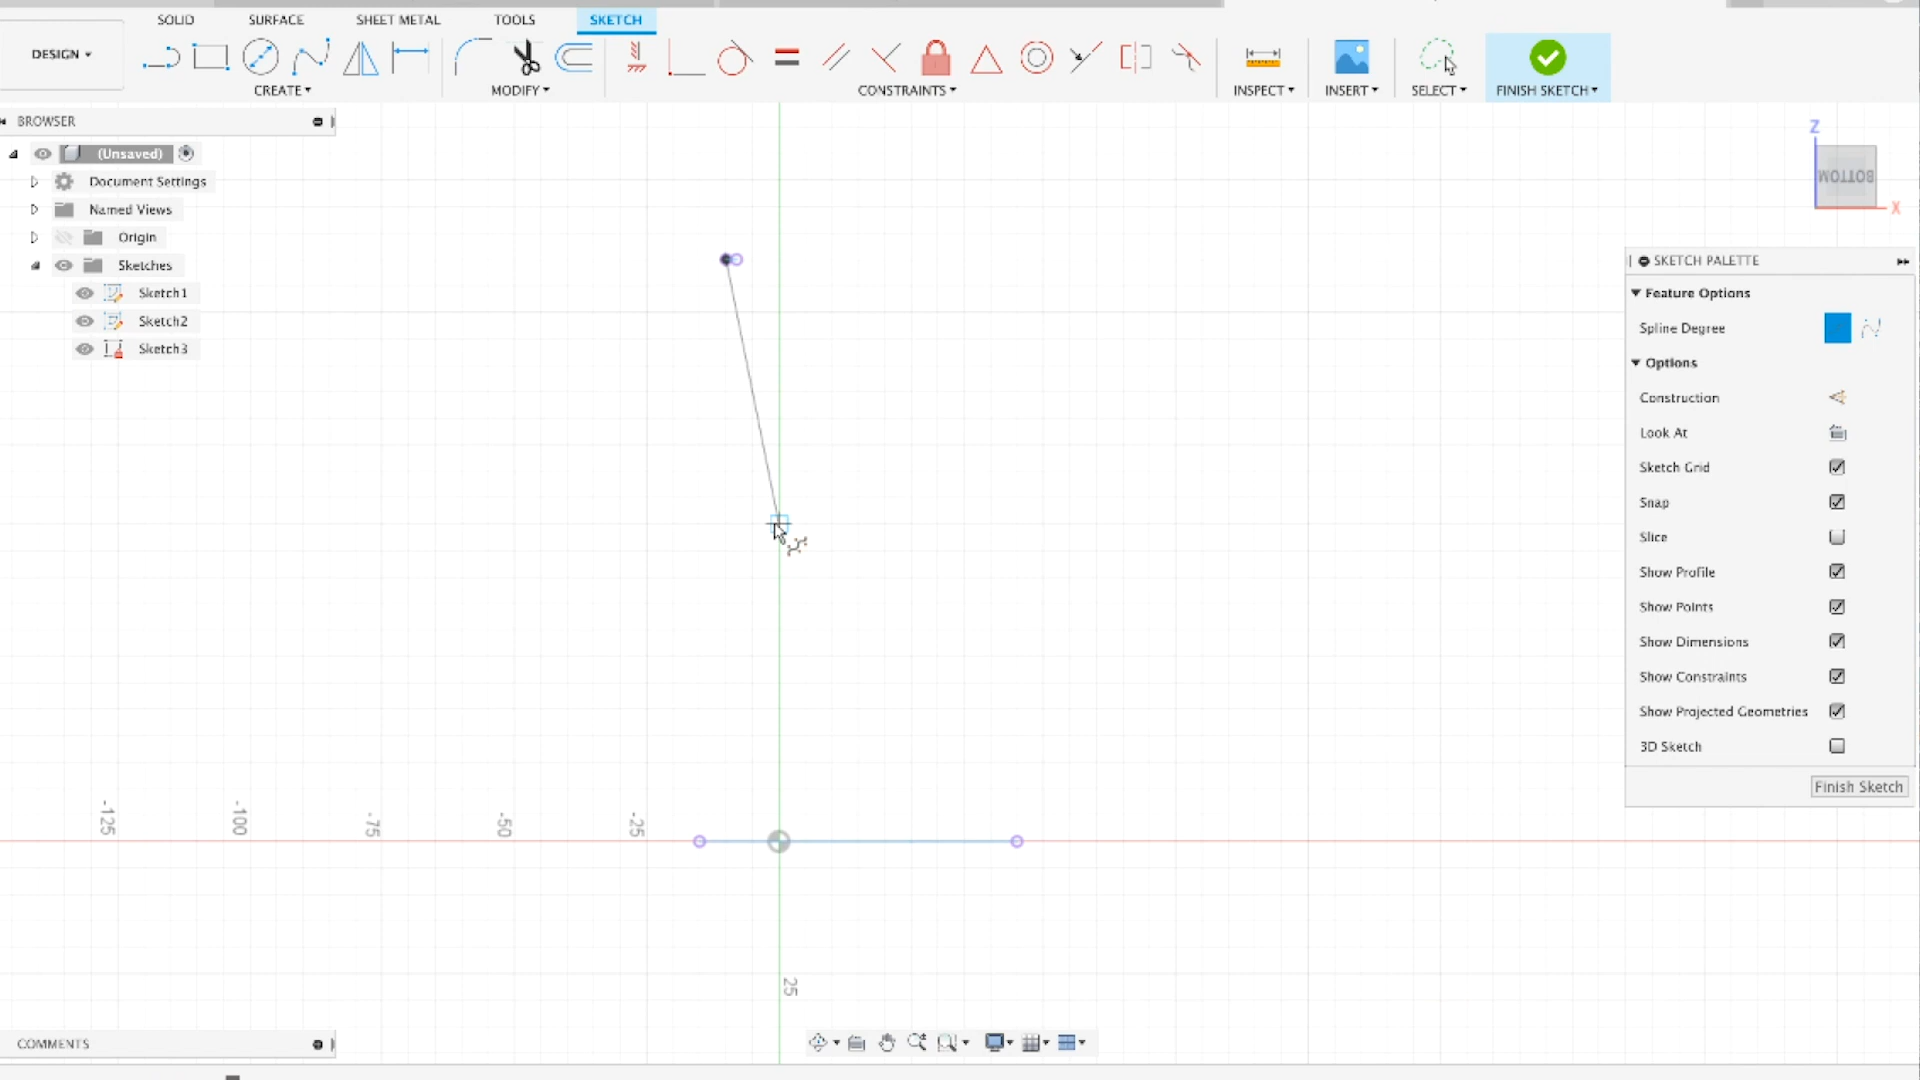 SOLID SURFACE SHEET METAL TOOLS SKETCH
DESIGN
CREATE MODIFY CONSTRAINTS INSPECT INSERT SELECT FINISH SKETCH
BROWSER
(Unsaved)
Document Settings
Named Views
Origin
Sketches
Sketch1
Sketch2
Sketch3
Z
BOTTOM
X
SKETCH PALETTE
Feature Options
Spline Degree
Options
Construction
Look At
Sketch Grid
Snap
Slice
Show Profile
Show Points
Show Dimensions
Show Constraints
Show Projected Geometries
3D Sketch
Finish Sketch
-125 -100 -75 -50 -25
25
COMMENTS